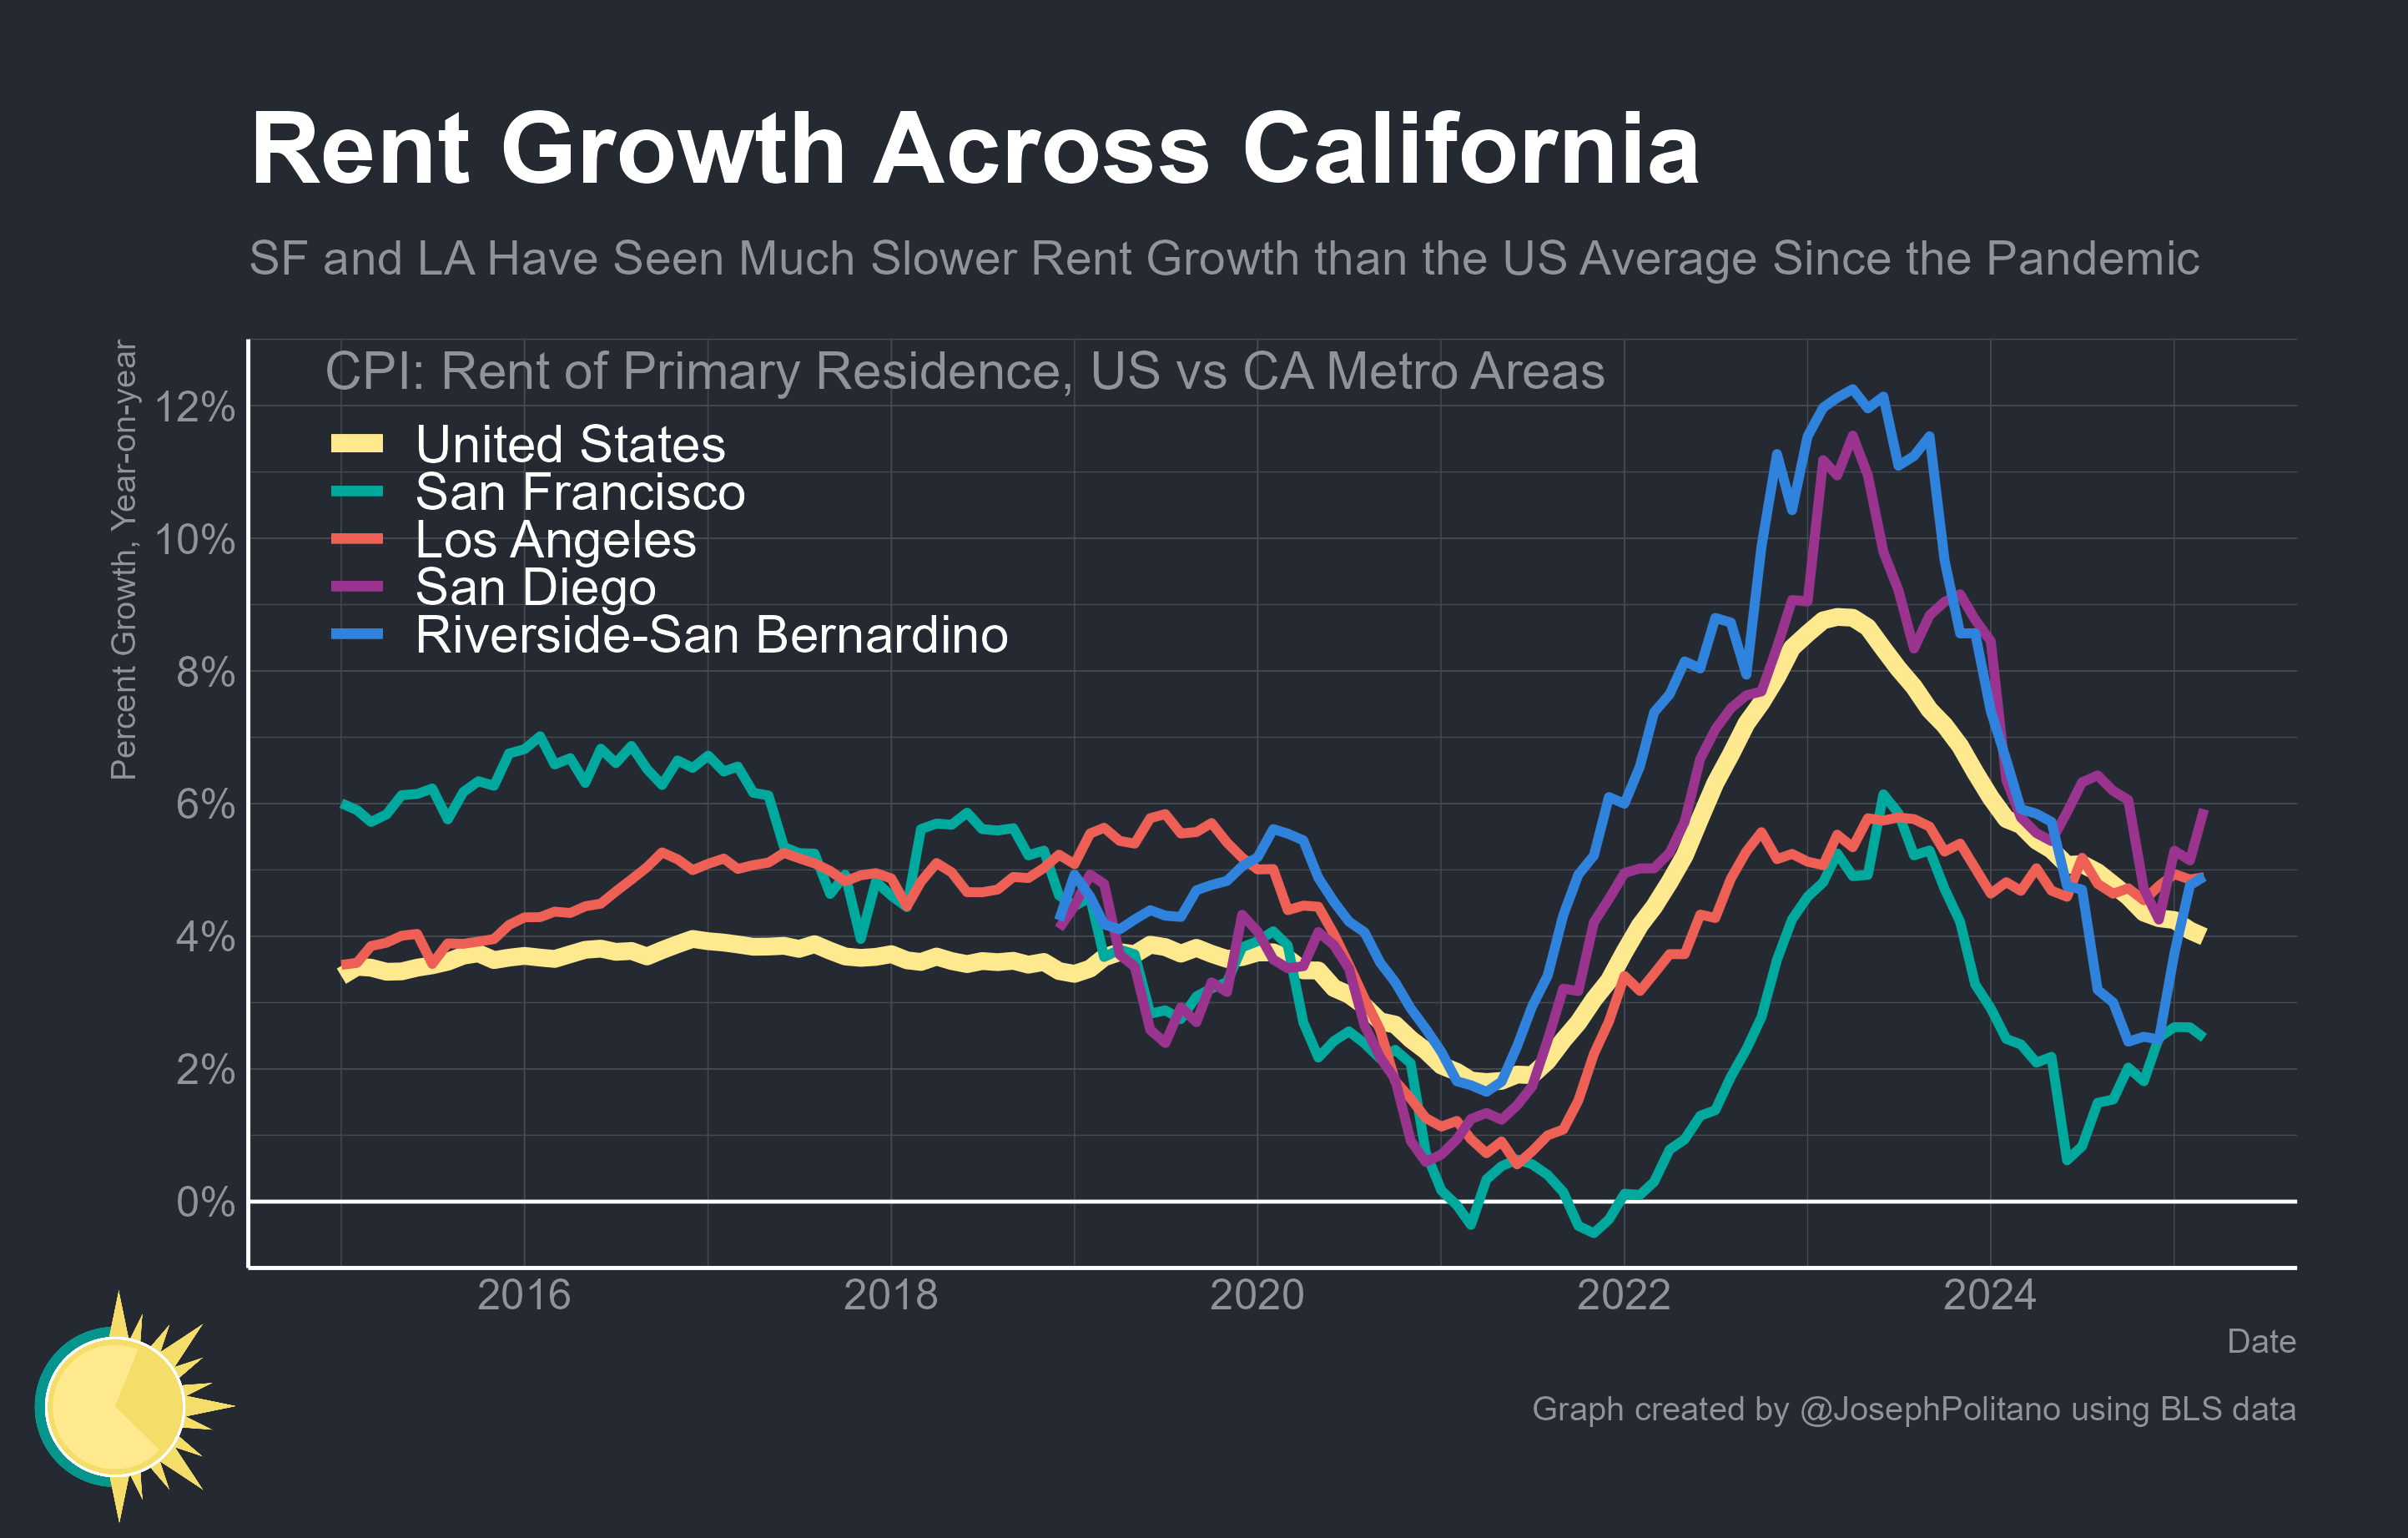 Rent Growth Across California
SF and LA Have Seen Much Slower Rent Growth than the US Average Since the Pandemic
Percent Growth, Year-on-year
CPI: Rent of Primary Residence, US vs CA Metro Areas
United States
San Francisco
Los Angeles
San Diego
Riverside-San Bernardino
12%
10%
8%
6%
4%
2%
0%
2016 2018 2020 2022 2024
Date
Graph created by @JosephPolitano using BLS data